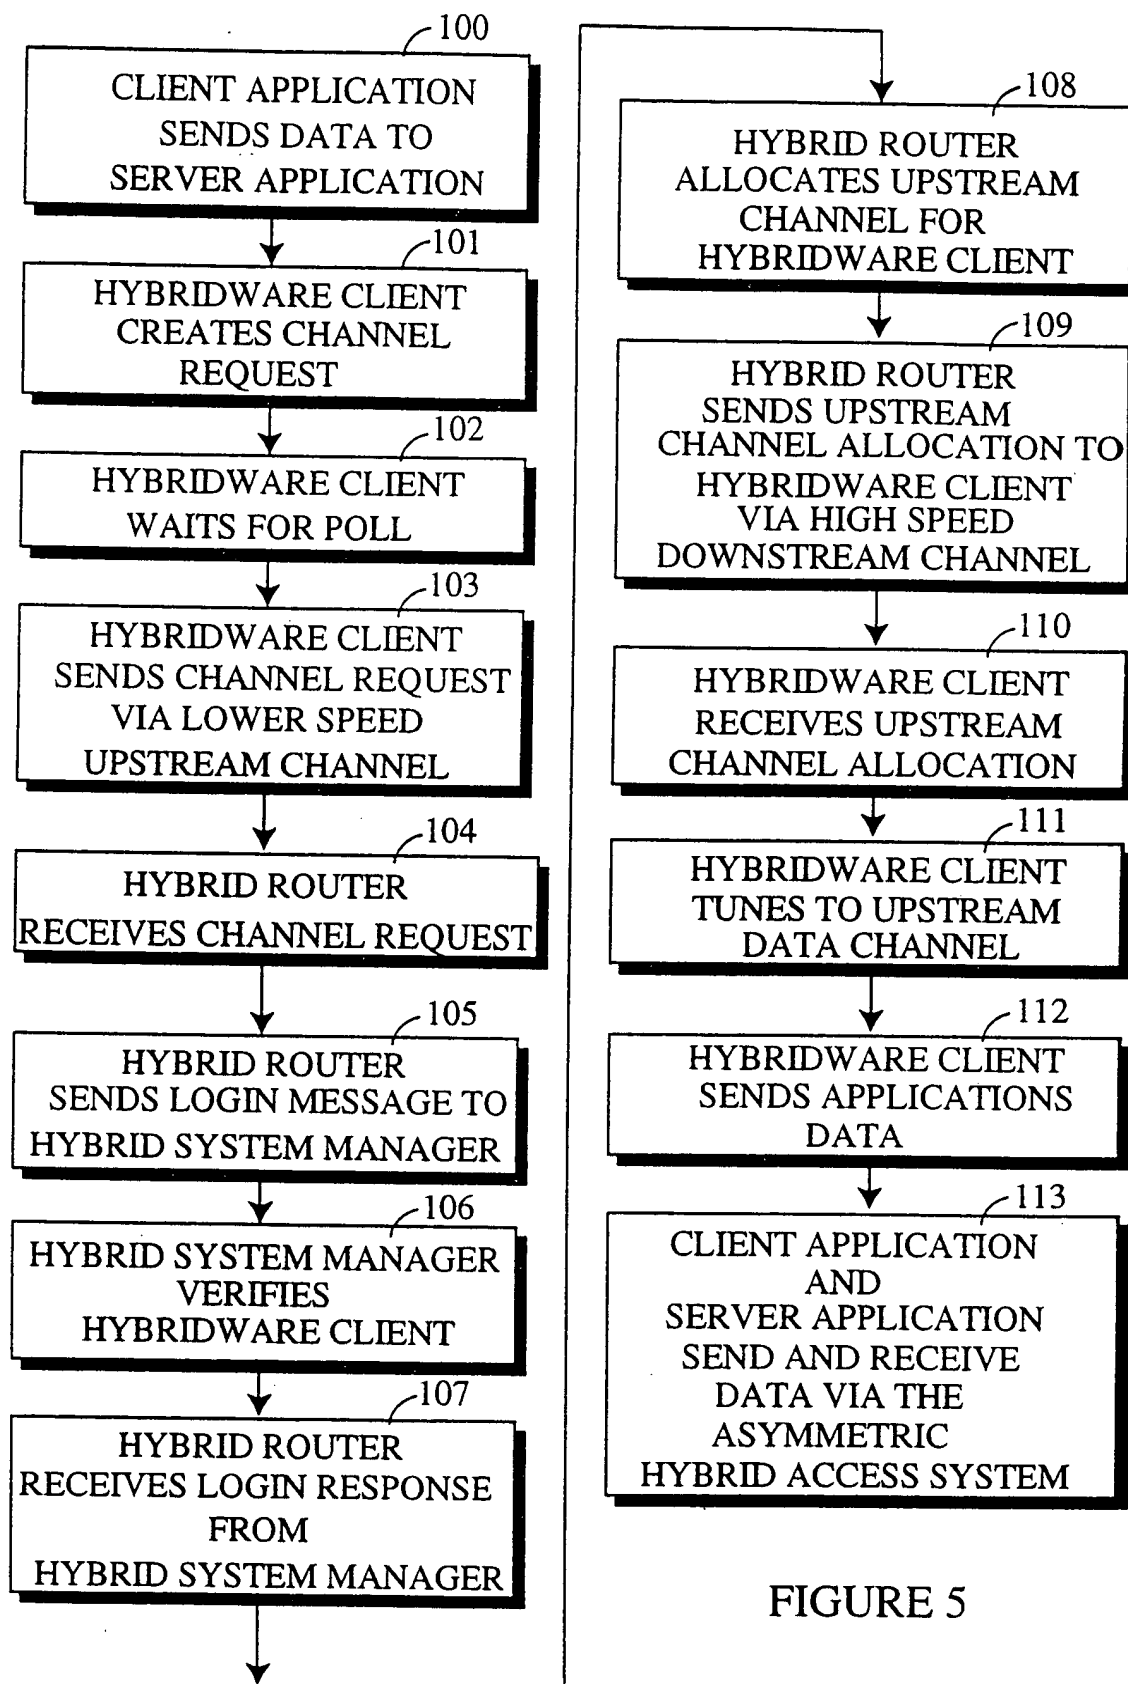 100
CLIENT APPLICATION
SENDS DATA TO
SERVER APPLICATION
101
HYBRIDWARE CLIENT
CREATES CHANNEL
REQUEST
102
HYBRIDWARE CLIENT
WAITS FOR POLL
103
HYBRIDWARE CLIENT
SENDS CHANNEL REQUEST
VIA LOWER SPEED
UPSTREAM CHANNEL
104
HYBRID ROUTER
RECEIVES CHANNEL REQUEST
105
HYBRID ROUTER
SENDS LOGIN MESSAGE TO
HYBRID SYSTEM MANAGER
106
HYBRID SYSTEM MANAGER
VERIFIES
HYBRIDWARE CLIENT
107
HYBRID ROUTER
RECEIVES LOGIN RESPONSE
FROM
HYBRID SYSTEM MANAGER
108
HYBRID ROUTER
ALLOCATES UPSTREAM
CHANNEL FOR
HYBRIDWARE CLIENT
109
HYBRID ROUTER
SENDS UPSTREAM
CHANNEL ALLOCATION TO
HYBRIDWARE CLIENT
VIA HIGH SPEED
DOWNSTREAM CHANNEL
110
HYBRIDWARE CLIENT
RECEIVES UPSTREAM
CHANNEL ALLOCATION
111
HYBRIDWARE CLIENT
TUNES TO UPSTREAM
DATA CHANNEL
112
HYBRIDWARE CLIENT
SENDS APPLICATIONS
DATA
113
CLIENT APPLICATION
AND
SERVER APPLICATION
SEND AND RECEIVE
DATA VIA THE
ASYMMETRIC
HYBRID ACCESS SYSTEM
FIGURE 5